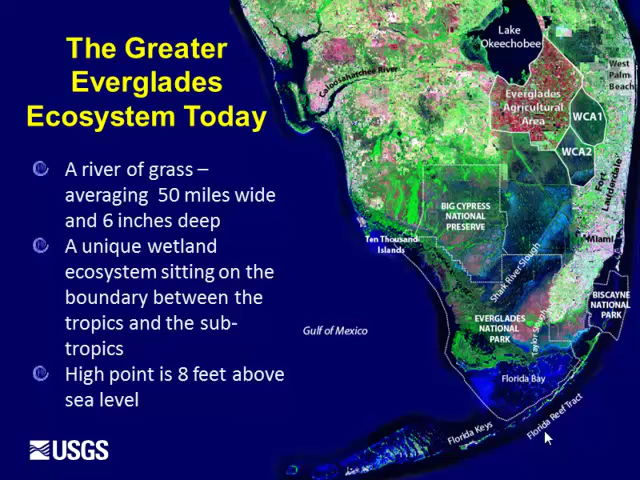 The Greater
Everglades
Ecosystem Today
A river of grass –
averaging 50 miles wide
and 6 inches deep
A unique wetland
ecosystem sitting on the
boundary between the
tropics and the sub-
tropics
High point is 8 feet above
sea level
USGS
Lake
Okeechobee
Caloosahatchee River
West
Palm
Beach
Everglades
Agricultural
Area
WCA1
WCA2
Fort
Lauderdale
BIG CYPRESS
NATIONAL
PRESERVE
Ten Thousand
Islands
Miami
Shark River Slough
BISCAYNE
NATIONAL
PARK
Gulf of Mexico
EVERGLADES
NATIONAL
PARK
Taylor Slough
Florida Bay
Florida Keys
Florida Reef Tract